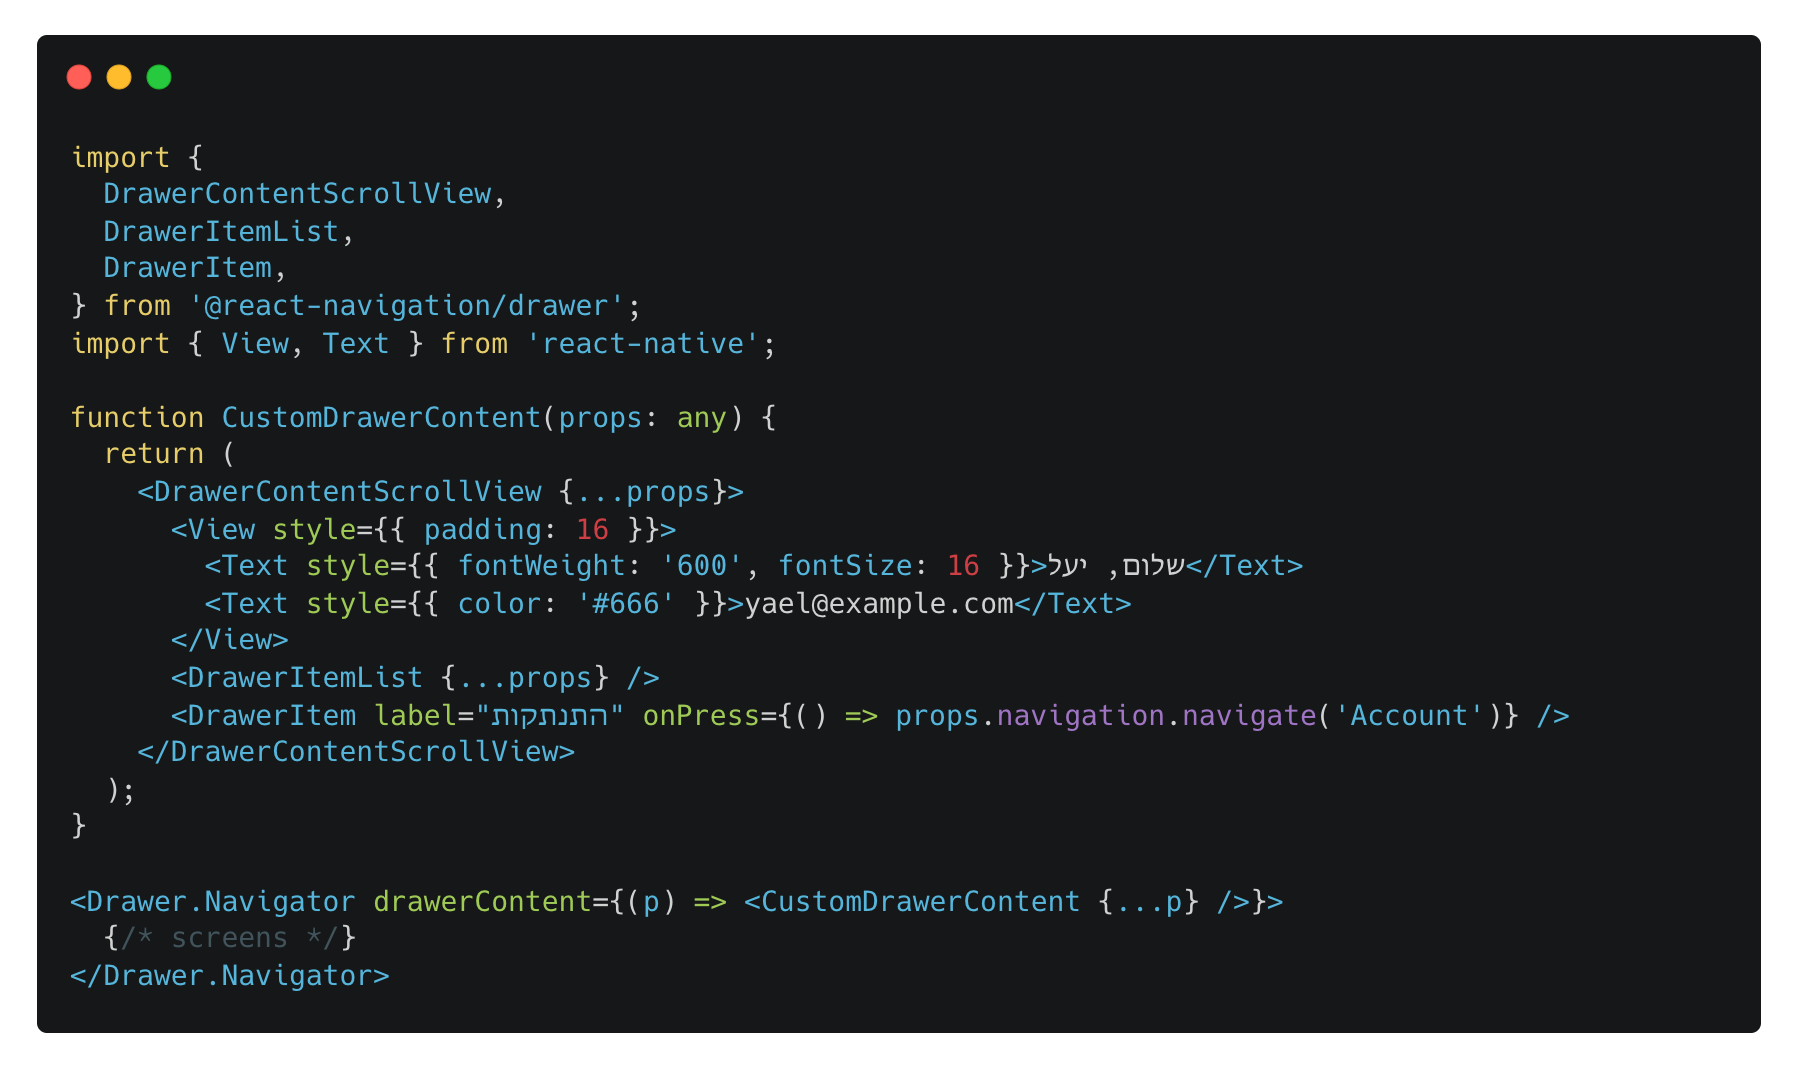 import {
  DrawerContentScrollView,
  DrawerItemList,
  DrawerItem,
} from '@react-navigation/drawer';
import { View, Text } from 'react-native';

function CustomDrawerContent(props: any) {
  return (
    <DrawerContentScrollView {...props}>
      <View style={{ padding: 16 }}>
        <Text style={{ fontWeight: '600', fontSize: 16 }}>שלום, יעל</Text>
        <Text style={{ color: '#666' }}>yael@example.com</Text>
      </View>
      <DrawerItemList {...props} />
      <DrawerItem label="התנתקות" onPress={() => props.navigation.navigate('Account')} />
    </DrawerContentScrollView>
  );
}

<Drawer.Navigator drawerContent={(p) => <CustomDrawerContent {...p} />}>
  {/* screens */}
</Drawer.Navigator>